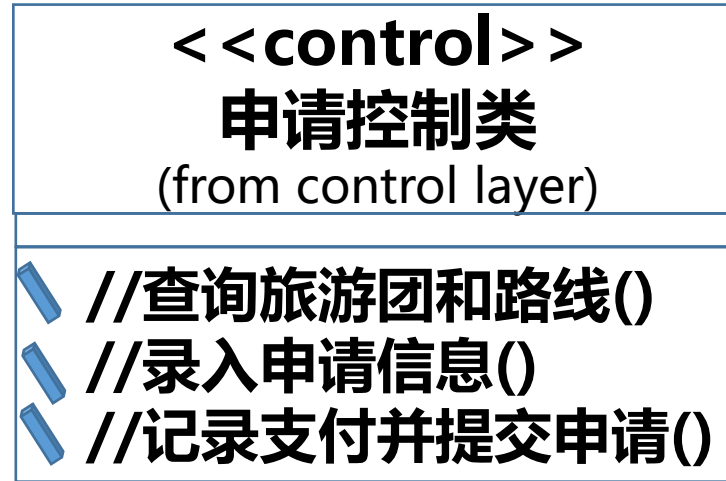 <<control>>
申请控制类
(from control layer)
//查询旅游团和路线()
//录入申请信息()
//记录支付并提交申请()